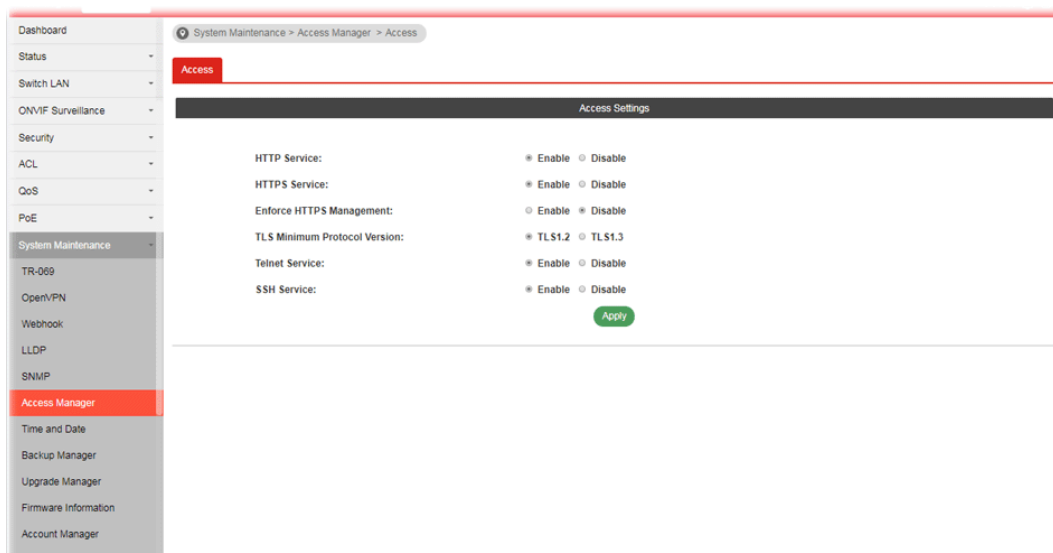 Dashboard
Status
Switch LAN
ONVIF Surveillance
Security
ACL
QoS
PoE
System Maintenance
TR-069
OpenVPN
Webhook
LLDP
SNMP
Access Manager
Time and Date
Backup Manager
Upgrade Manager
Firmware Information
Account Manager
System Maintenance > Access Manager > Access
Access
Access Settings
HTTP Service: Enable Disable
HTTPS Service: Enable Disable
Enforce HTTPS Management: Enable Disable
TLS Minimum Protocol Version: TLS1.2 TLS1.3
Telnet Service: Enable Disable
SSH Service: Enable Disable
Apply